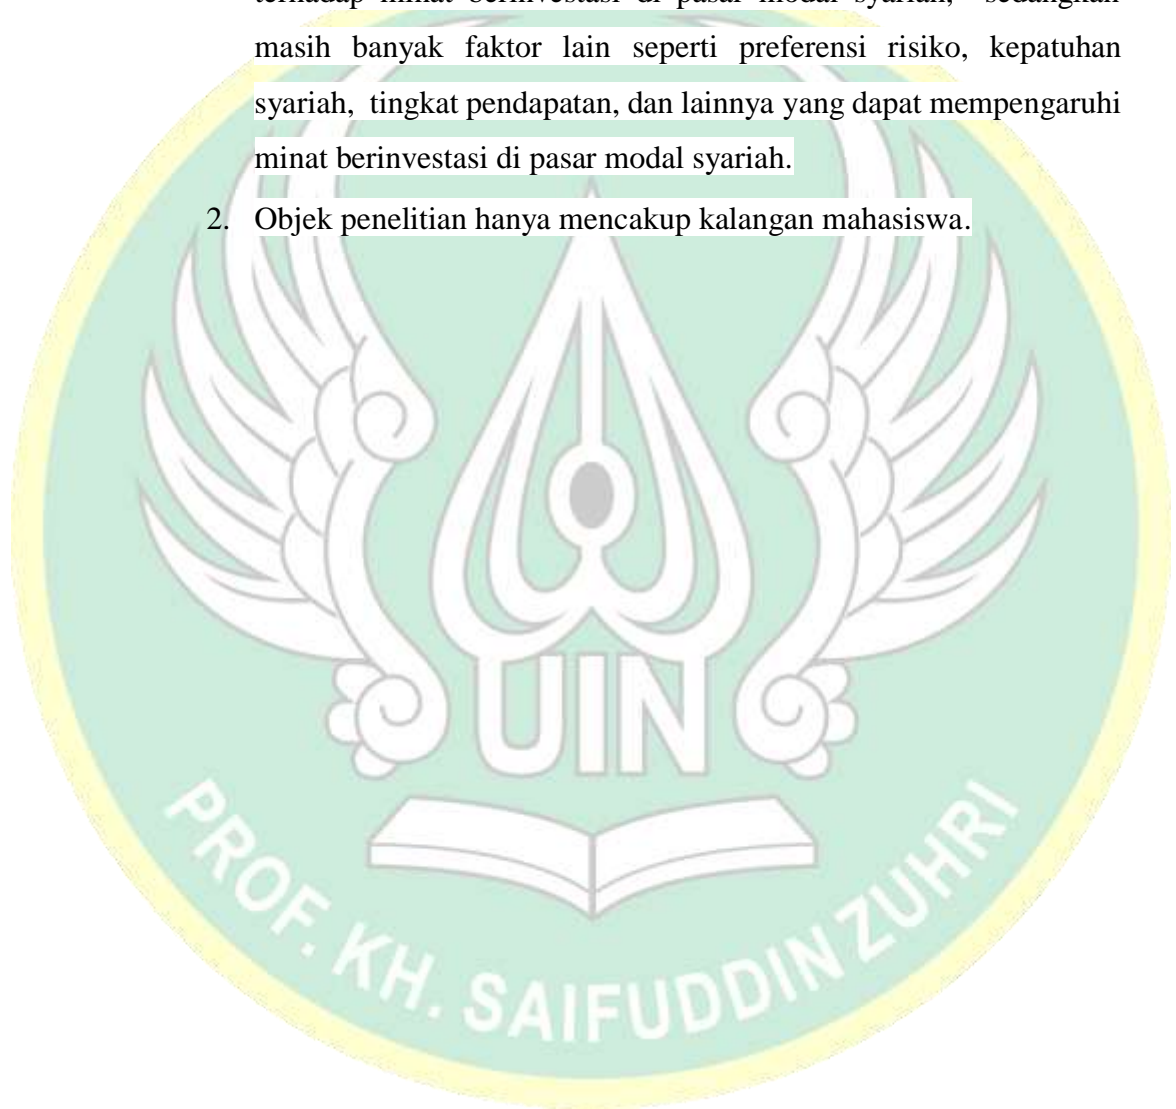 terhadap minat berinvestasi di pasar modal syariah, sedangkan
masih banyak faktor lain seperti preferensi risiko, kepatuhan
syariah, tingkat pendapatan, dan lainnya yang dapat mempengaruhi
minat berinvestasi di pasar modal syariah.
2. Objek penelitian hanya mencakup kalangan mahasiswa.
UIN
PROF. KH. SAIFUDDIN ZUHRI